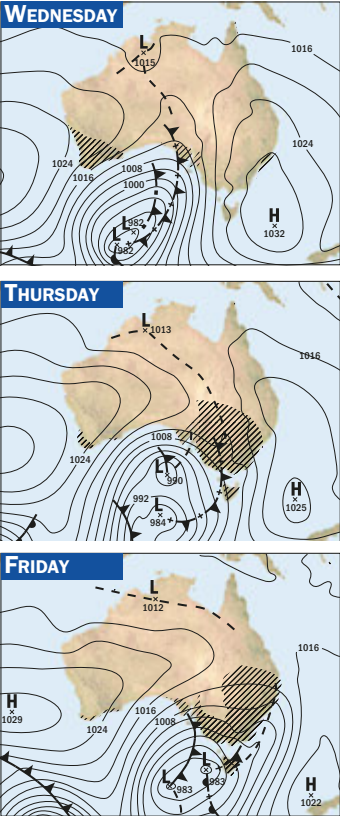 WEDNESDAY
L
1015
1016
1024
1024
1016
1008
1000
L
982
L
982
H
1032
THURSDAY
L
1013
1016
1008
1024
L
990
992
L
984
H
1025
FRIDAY
L
1012
1016
H
1029
1016
1024
1008
L
983
L
983
H
1022